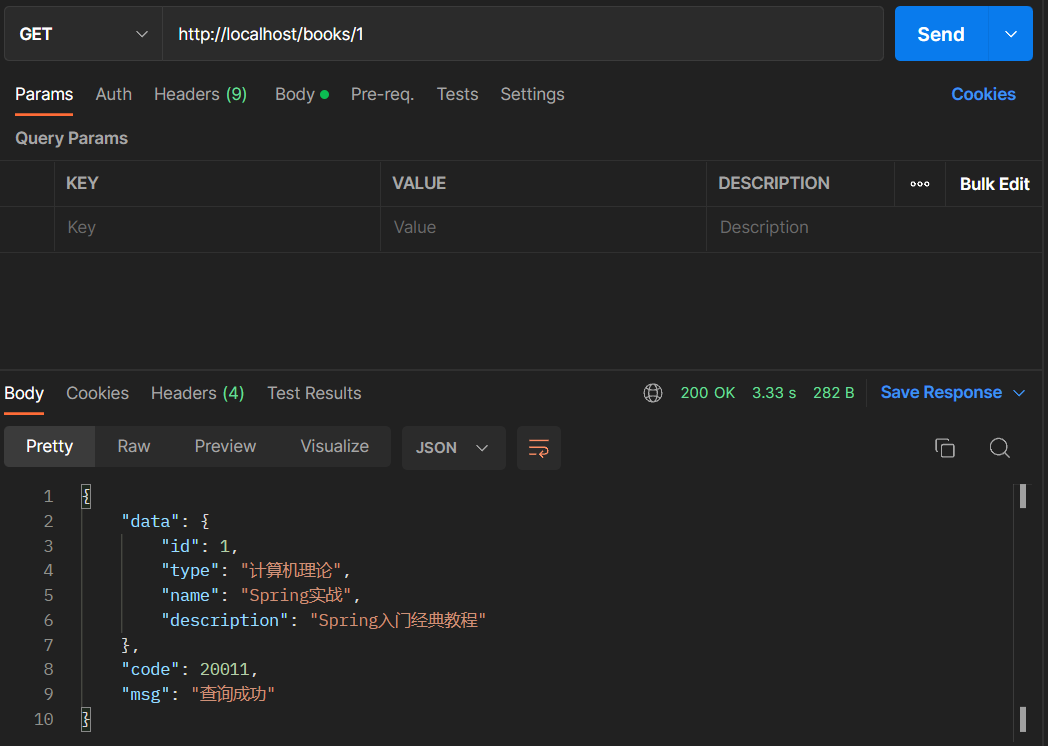 GET http://localhost/books/1 Send
Params Auth Headers (9) Body Pre-req. Tests Settings Cookies
Query Params
KEY VALUE DESCRIPTION ooo Bulk Edit
Key Value Description
Body Cookies Headers (4) Test Results 200 OK 3.33 s 282 B Save Response
Pretty Raw Preview Visualize JSON
1 {
2 "data": {
3 "id": 1,
4 "type": "计算机理论",
5 "name": "Spring实战",
6 "description": "Spring入门经典教程"
7 },
8 "code": 20011,
9 "msg": "查询成功"
10 }